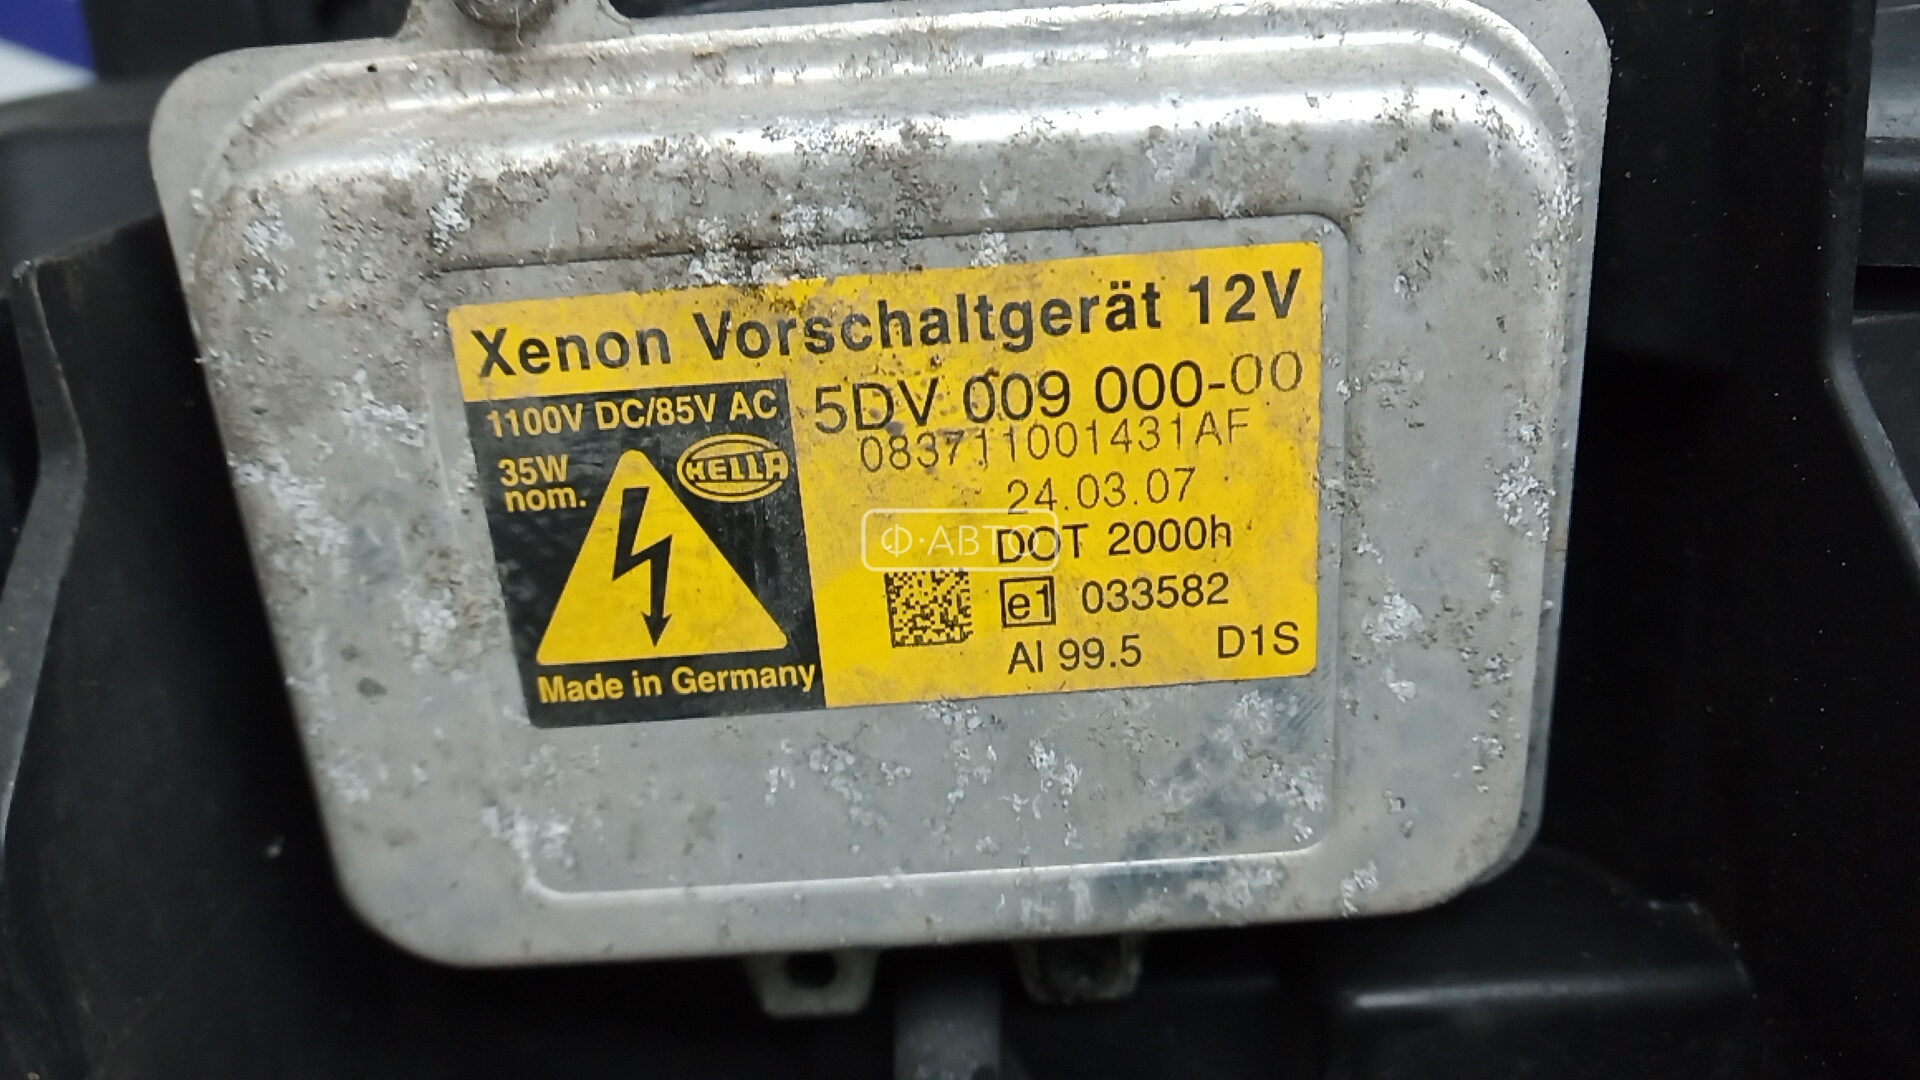 Xenon Vorschaltgerät 12V
1100V DC/85V AC
35W
nom.
HELLA
Made in Germany
5DV 009 000-00
083711001431AF
24.03.07
DOT 2000h
e1 033582
Al 99.5 D1S
Ф·АВТО